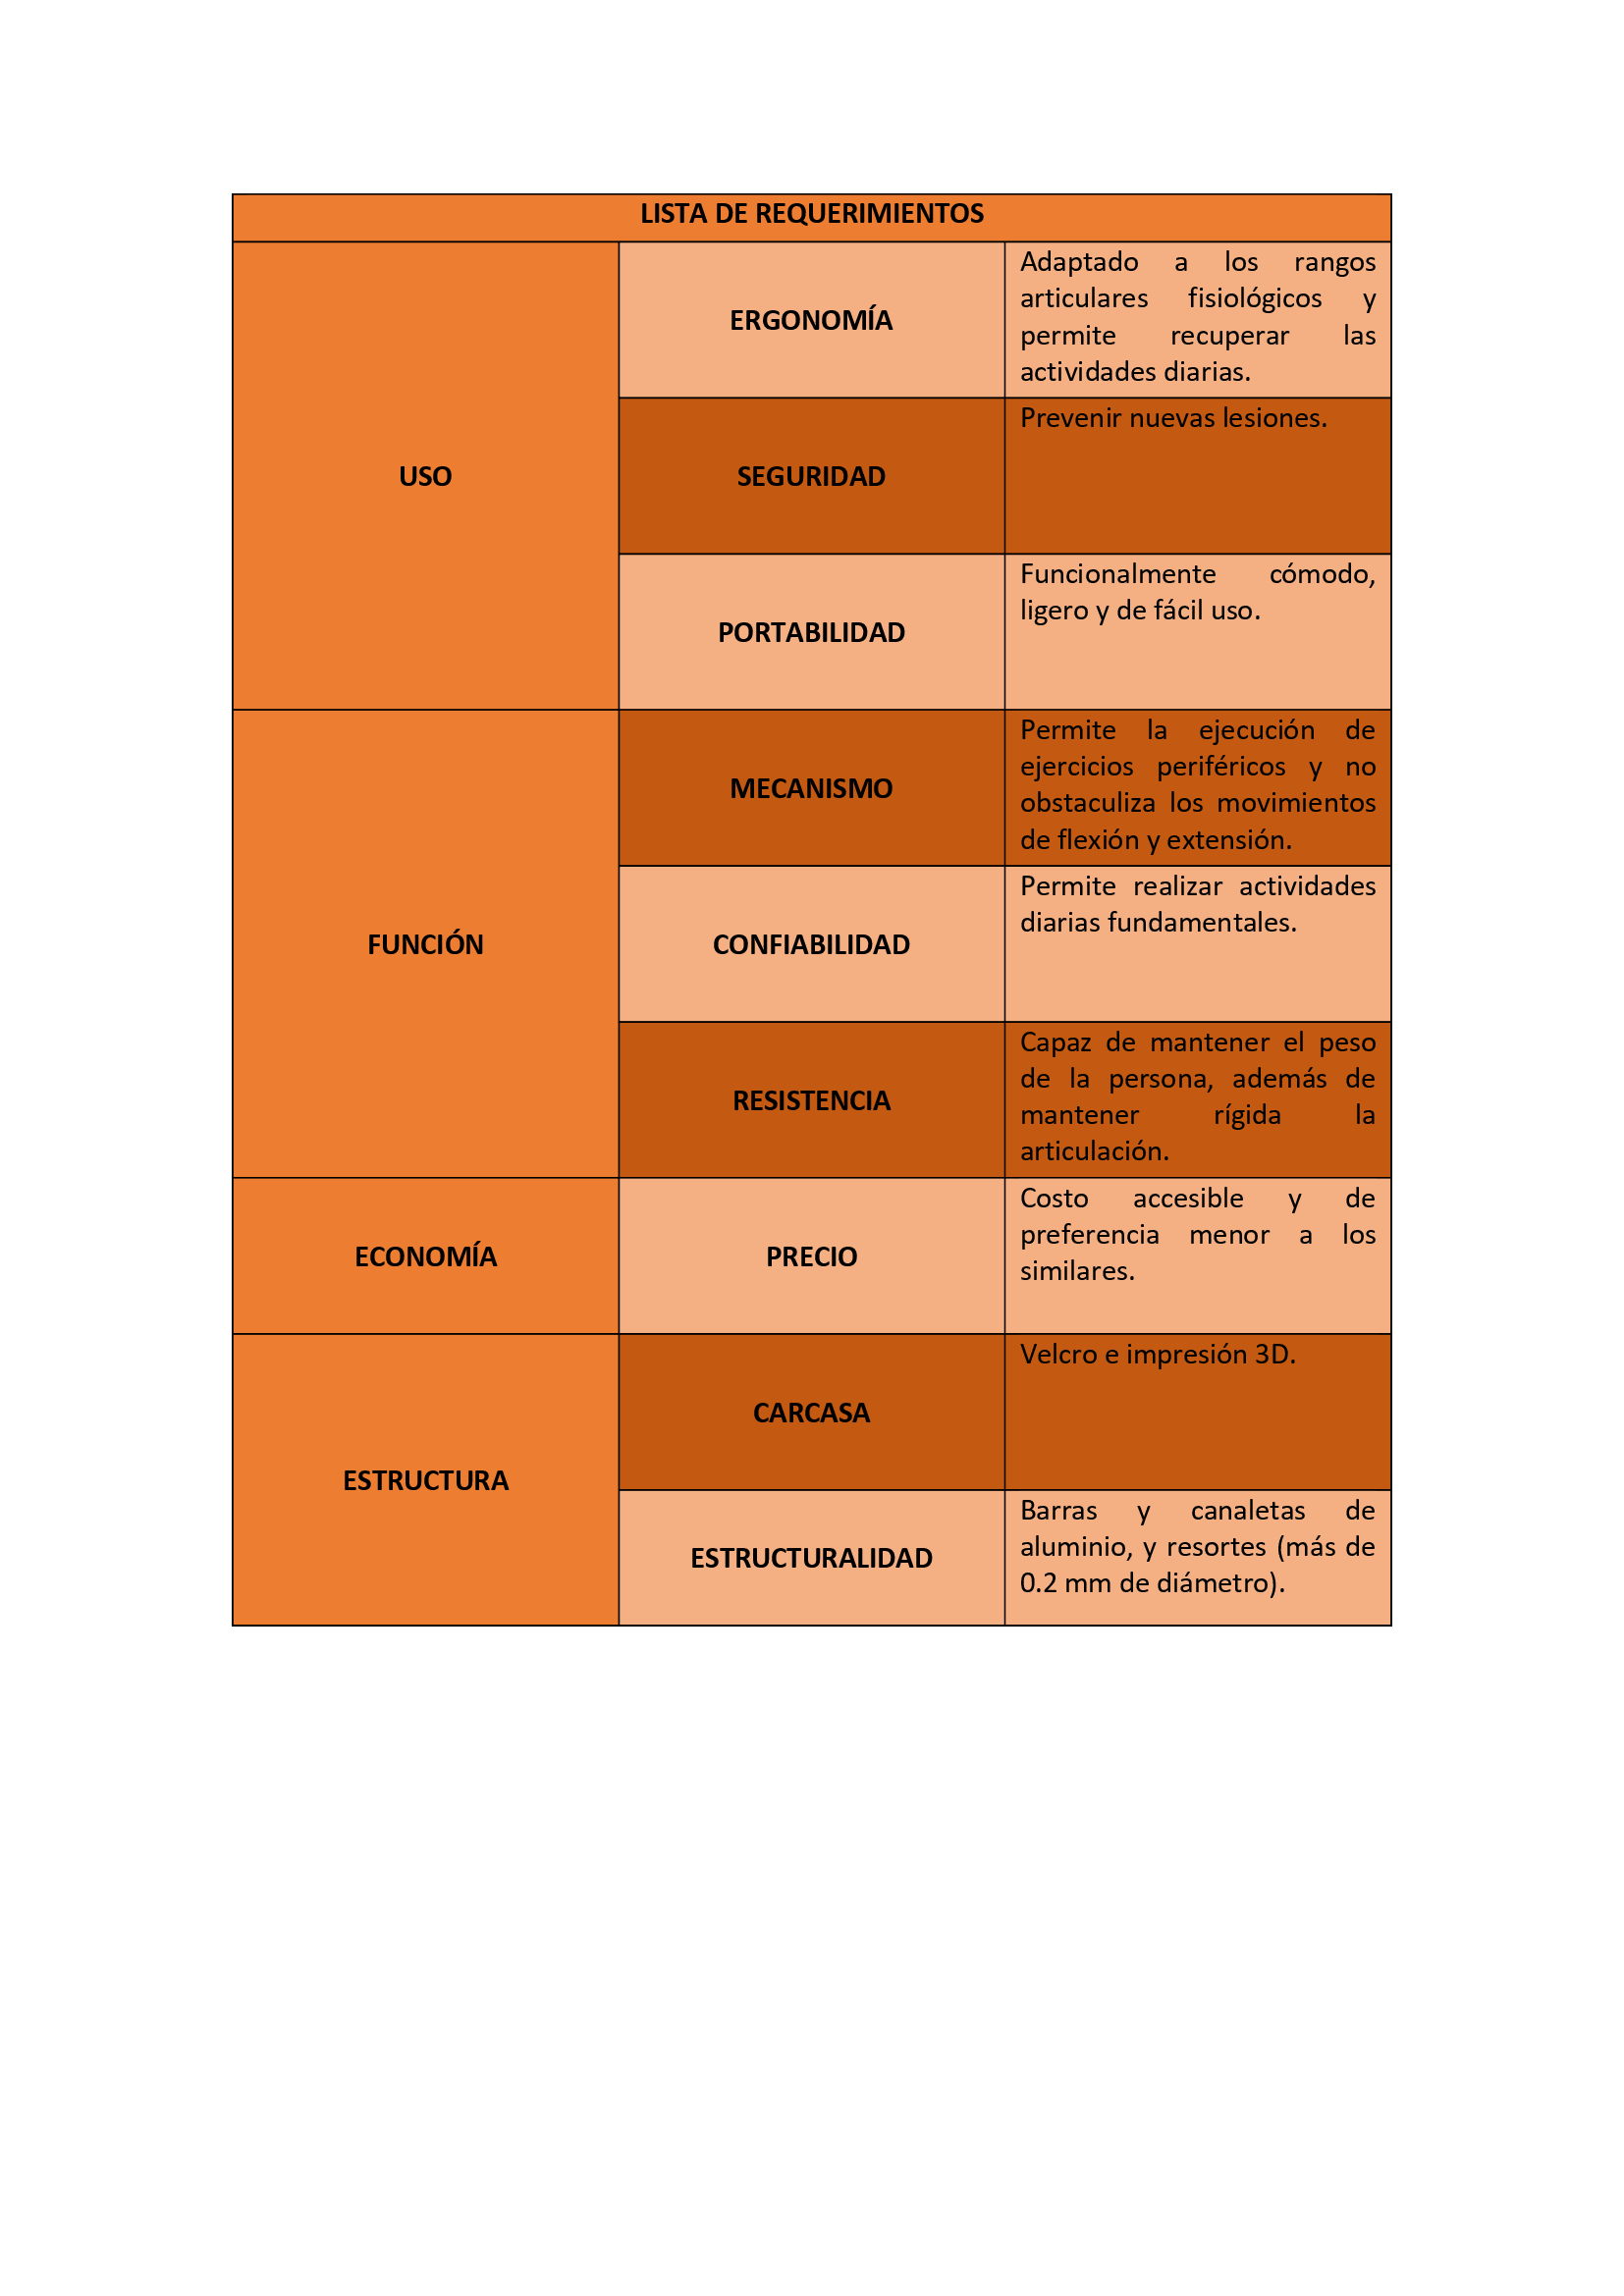 LISTA DE REQUERIMIENTOS
USO
ERGONOMÍA
Adaptado a los rangos
articulares fisiológicos y
permite recuperar las
actividades diarias.
SEGURIDAD
Prevenir nuevas lesiones.
PORTABILIDAD
Funcionalmente cómodo,
ligero y de fácil uso.
FUNCIÓN
MECANISMO
Permite la ejecución de
ejercicios periféricos y no
obstaculiza los movimientos
de flexión y extensión.
CONFIABILIDAD
Permite realizar actividades
diarias fundamentales.
RESISTENCIA
Capaz de mantener el peso
de la persona, además de
mantener rígida la
articulación.
ECONOMÍA
PRECIO
Costo accesible y de
preferencia menor a los
similares.
ESTRUCTURA
CARCASA
Velcro e impresión 3D.
ESTRUCTURALIDAD
Barras y canaletas de
aluminio, y resortes (más de
0.2 mm de diámetro).